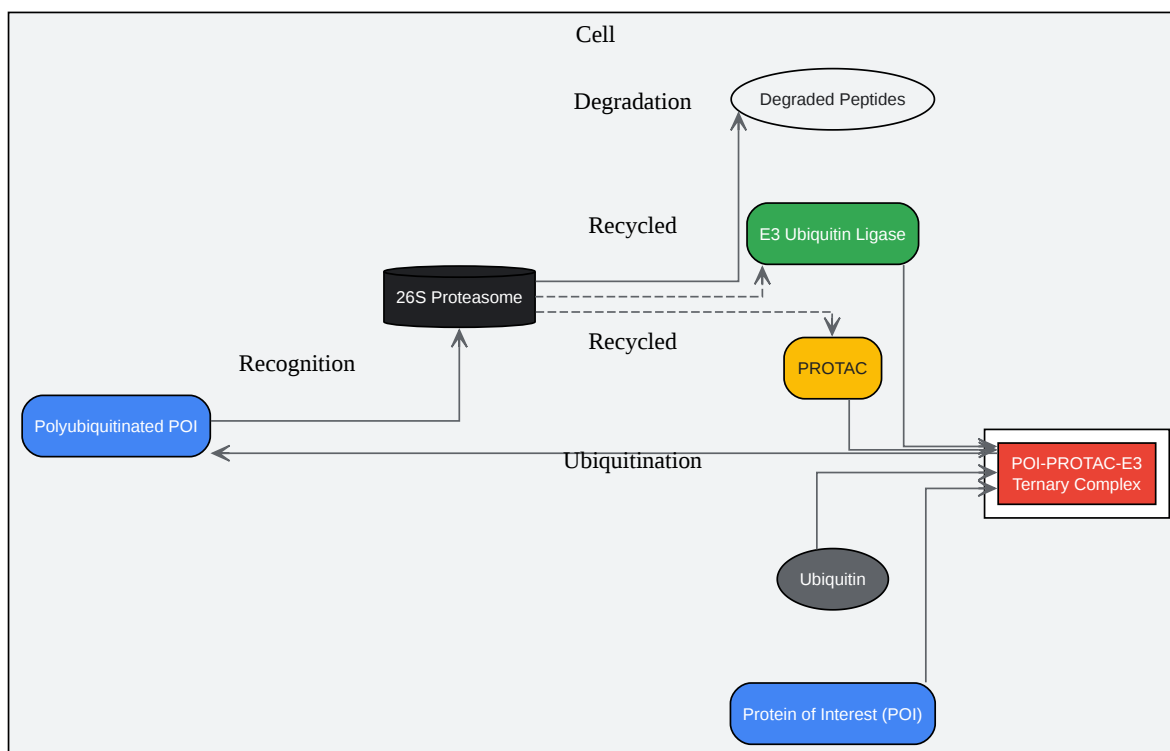 Cell
Degradation
Degraded Peptides
Recycled
E3 Ubiquitin Ligase
26S Proteasome
Recycled
Recognition
PROTAC
Polyubiquitinated POI
Ubiquitination
POI-PROTAC-E3
Ternary Complex
Ubiquitin
Protein of Interest (POI)